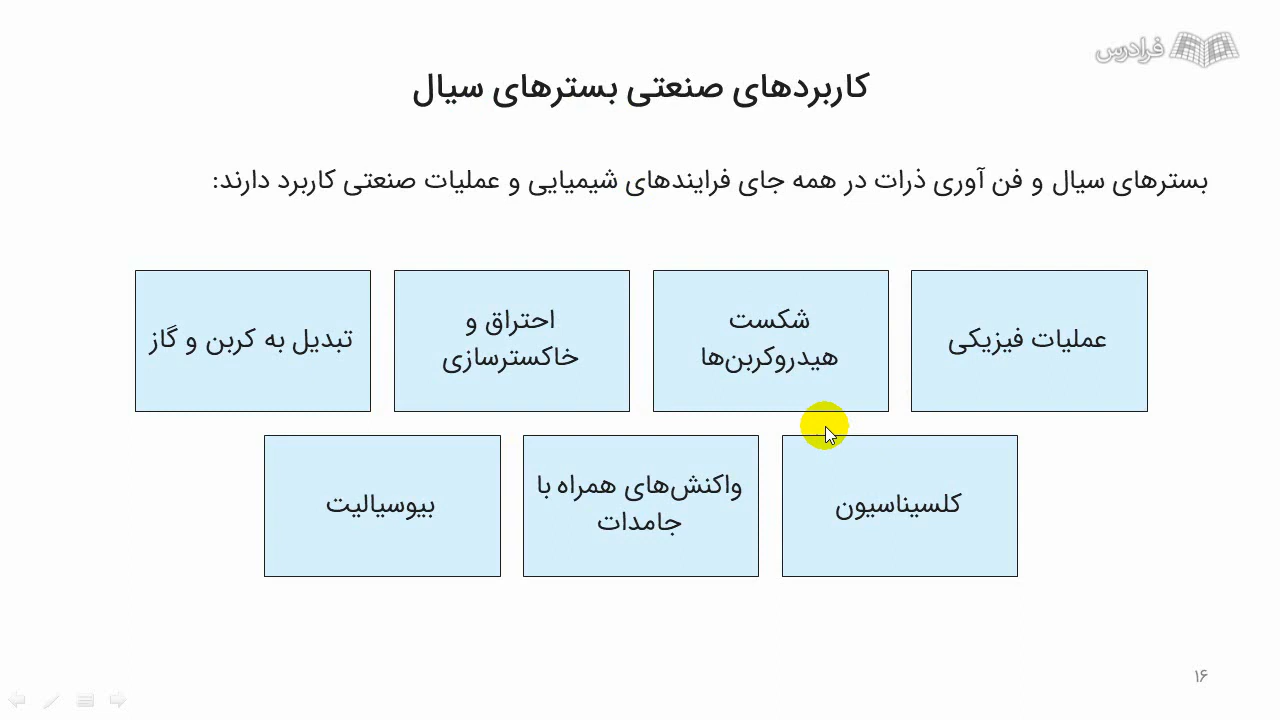 فرادرس
کاربردهای صنعتی بسترهای سیال
بسترهای سیال و فن آوری ذرات در همه جای فرایندهای شیمیایی و عملیات صنعتی کاربرد دارند:
عملیات فیزیکی
شکست
هیدروکربن‌ها
احتراق و
خاکسترسازی
تبدیل به کربن و گاز
کلسیناسیون
واکنش‌های همراه با
جامدات
بیوسیالیت
۱۶